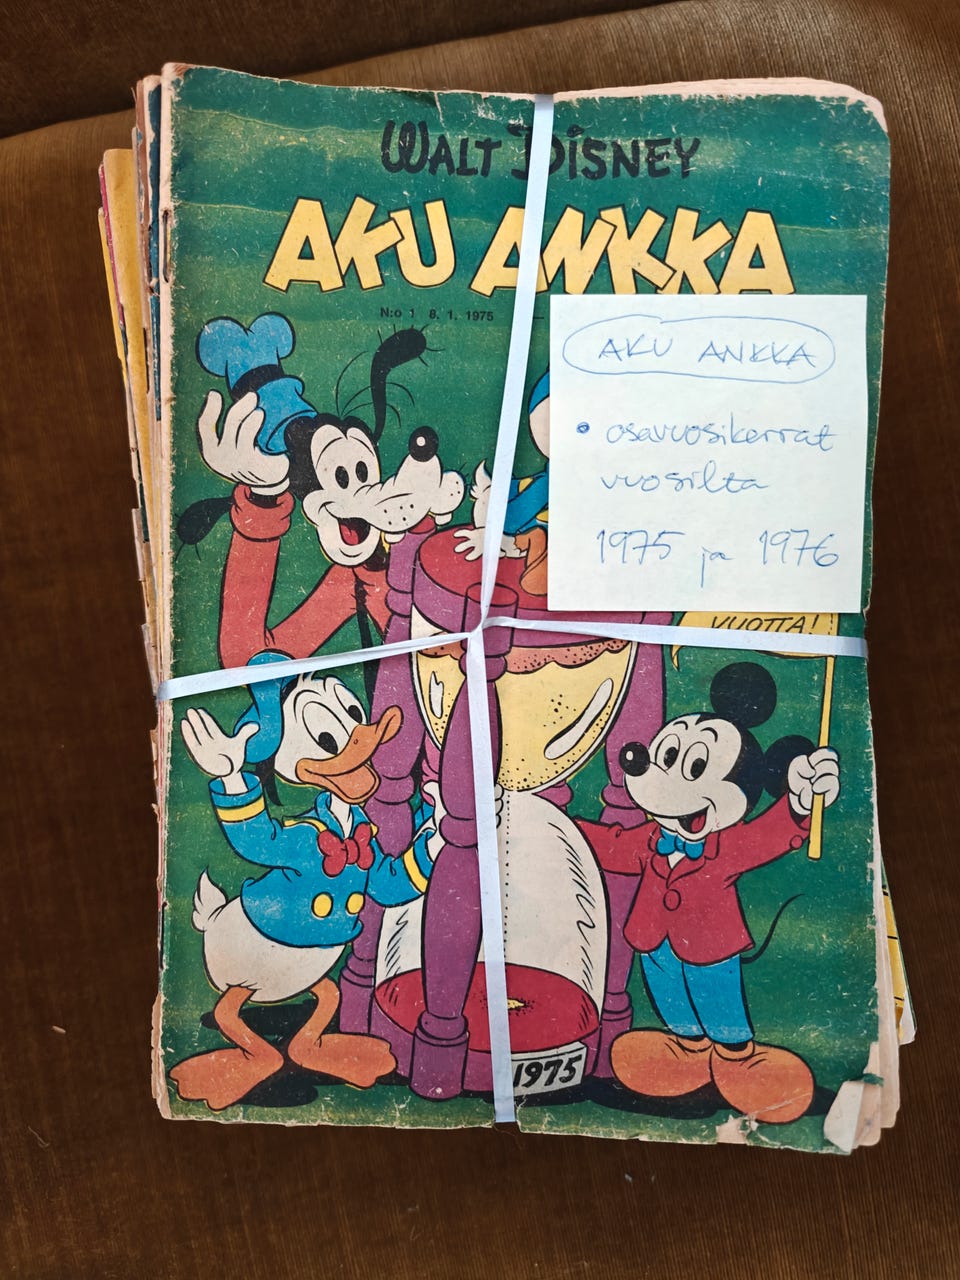 WALT DISNEY
AKU ANKKA
N:o 1 8. 1. 1975
AKU ANKKA
• osavuosikerrat
vuosilta
1975 ja 1976
VUOTTA!
1975